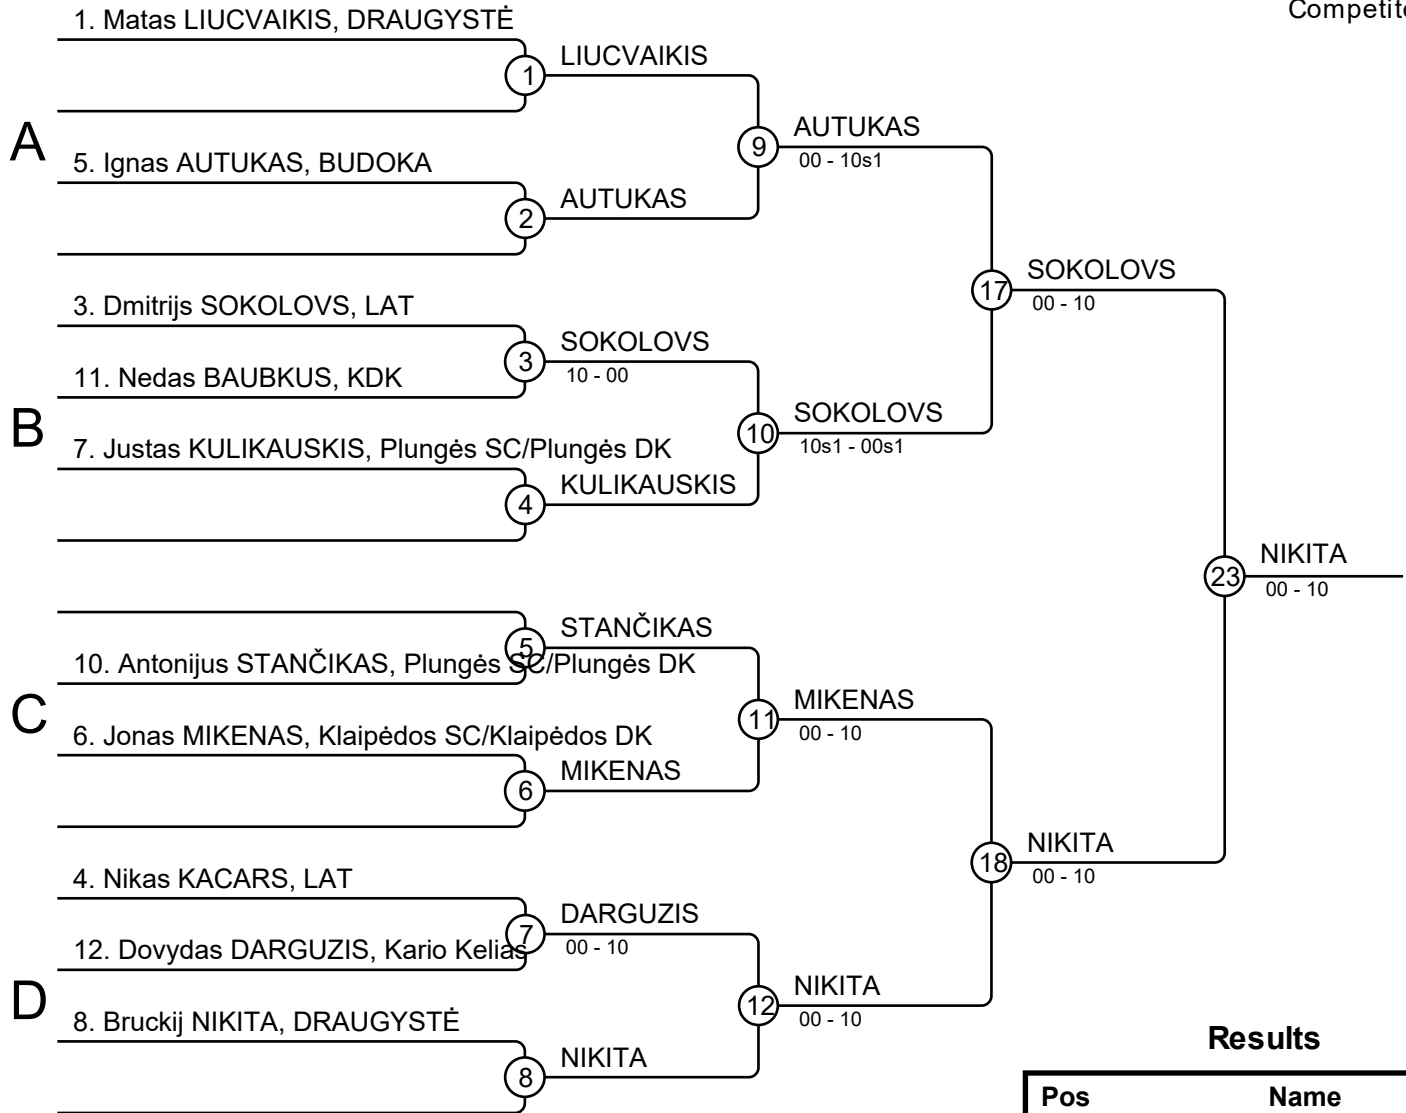 Competito
1. Matas LIUCVAIKIS, DRAUGYSTĖ
1
LIUCVAIKIS
A
9
AUTUKAS
00 - 10s1
5. Ignas AUTUKAS, BUDOKA
2
AUTUKAS
17
SOKOLOVS
00 - 10
3. Dmitrijs SOKOLOVS, LAT
3
SOKOLOVS
10 - 00
11. Nedas BAUBKUS, KDK
B
10
SOKOLOVS
10s1 - 00s1
7. Justas KULIKAUSKIS, Plungės SC/Plungės DK
4
KULIKAUSKIS
23
NIKITA
00 - 10
5
STANČIKAS
10. Antonijus STANČIKAS, Plungės SC/Plungės DK
C
11
MIKENAS
00 - 10
6. Jonas MIKENAS, Klaipėdos SC/Klaipėdos DK
6
MIKENAS
18
NIKITA
00 - 10
4. Nikas KACARS, LAT
7
DARGUZIS
00 - 10
12. Dovydas DARGUZIS, Kario Kelias
D
12
NIKITA
00 - 10
8. Bruckij NIKITA, DRAUGYSTĖ
8
NIKITA
Results
Pos Name